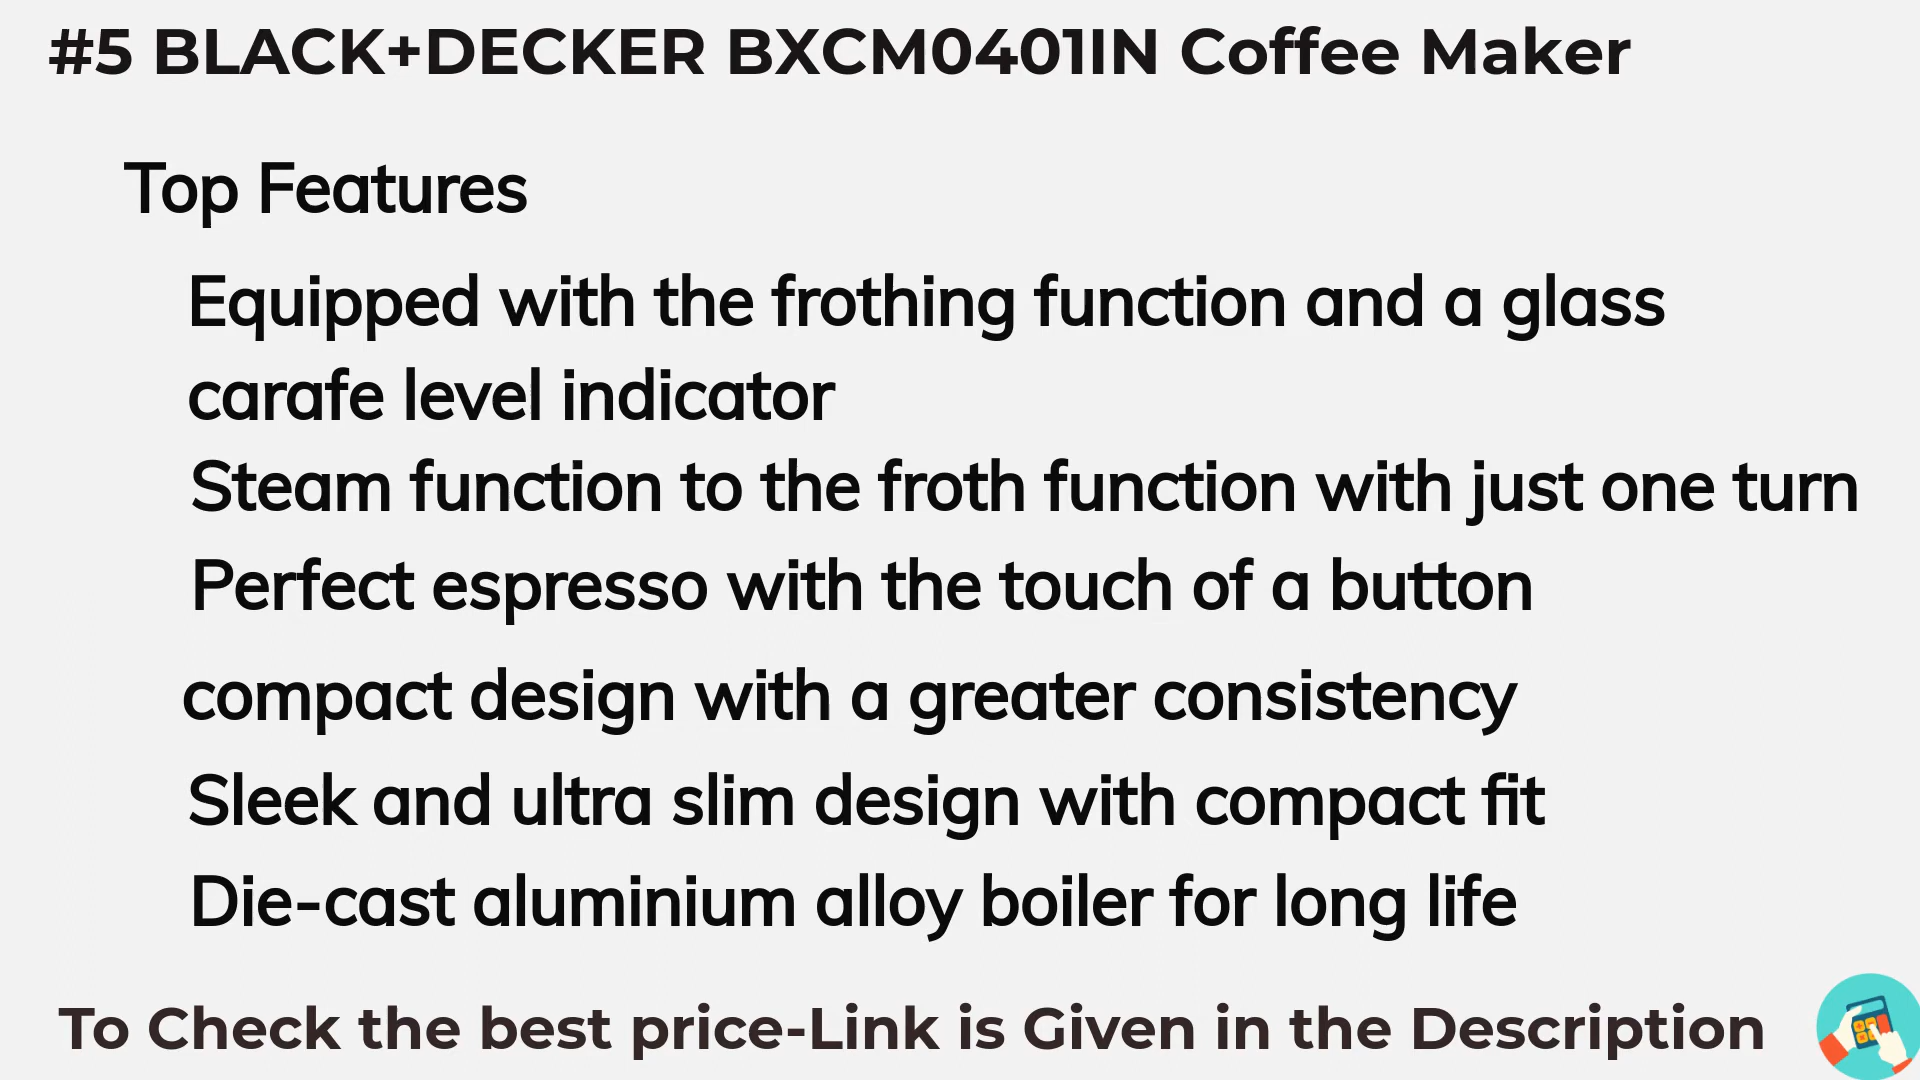 #5 BLACK+DECKER BXCM0401IN Coffee Maker
Top Features
Equipped with the frothing function and a glass
carafe level indicator
Steam function to the froth function with just one turn
Perfect espresso with the touch of a button
compact design with a greater consistency
Sleek and ultra slim design with compact fit
Die-cast aluminium alloy boiler for long life
To Check the best price-Link is Given in the Description